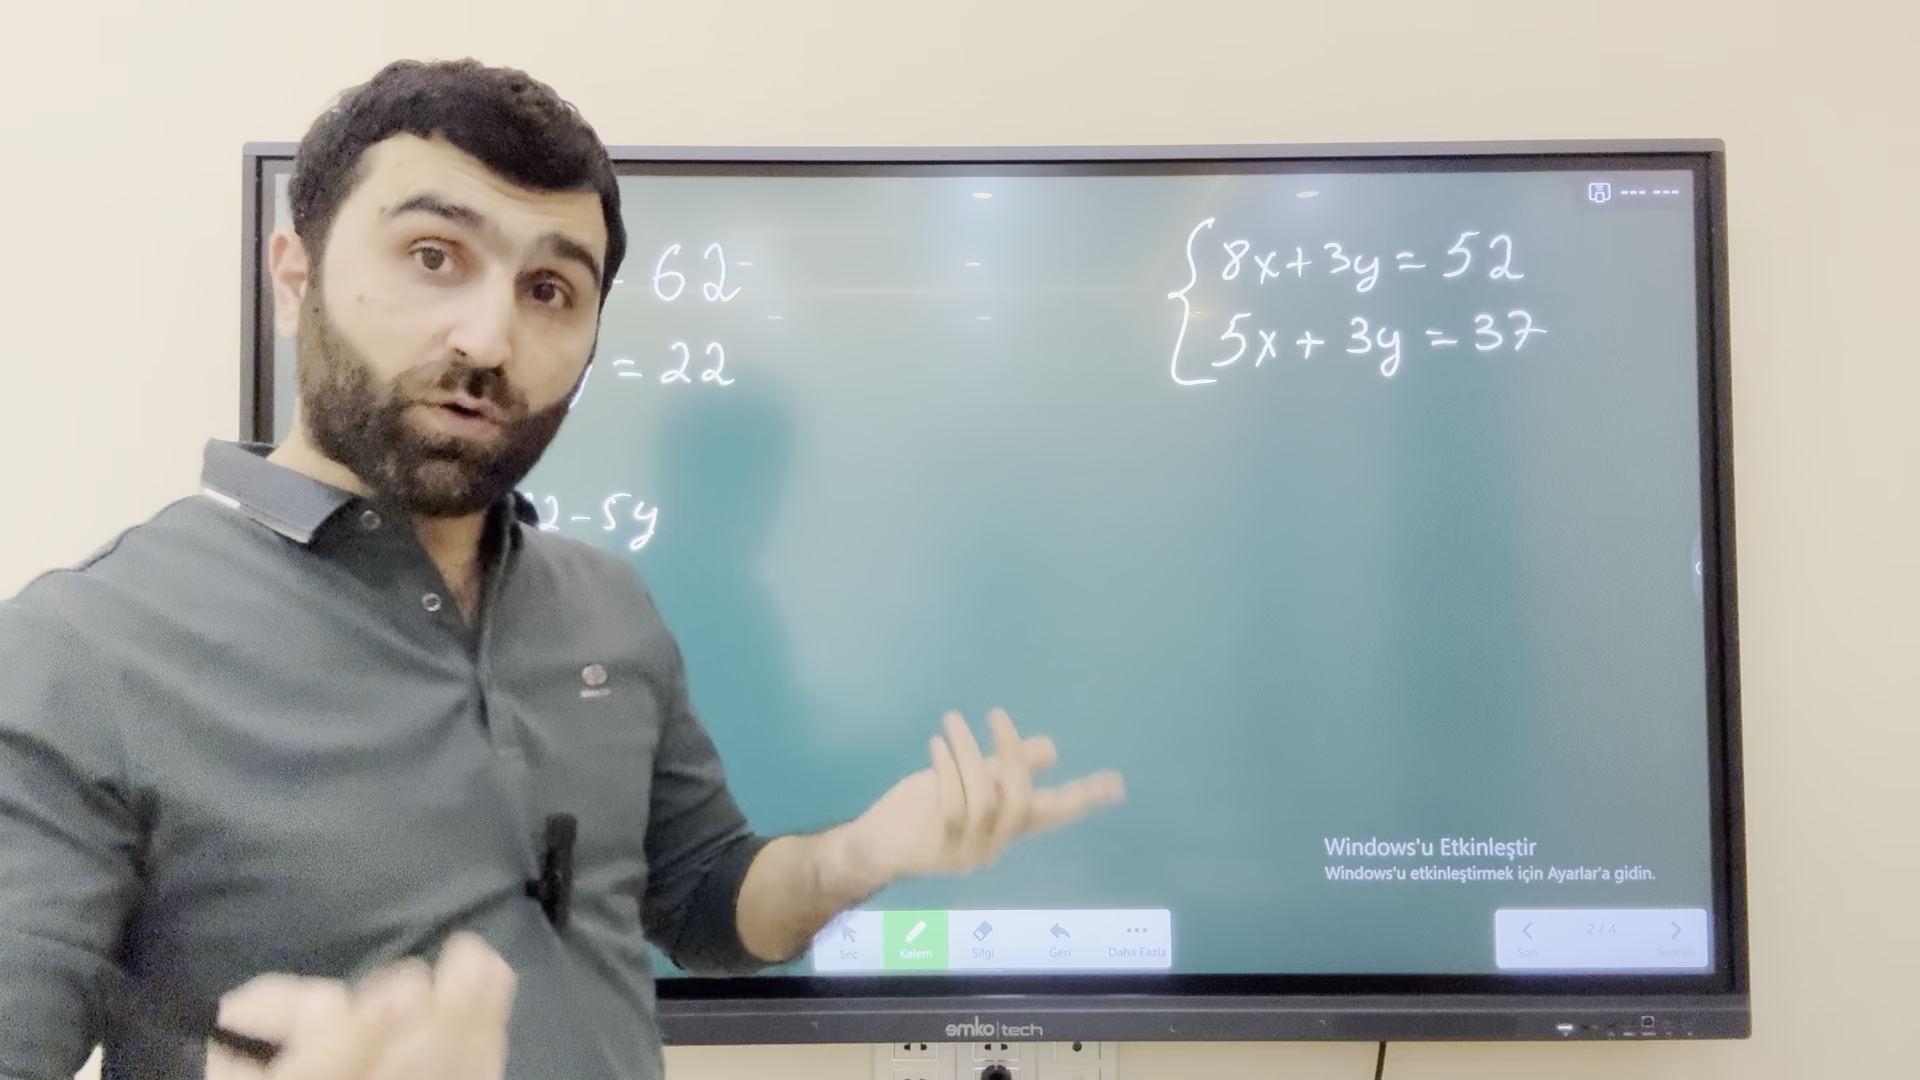 - 62
= 22
2-5y
8x+3y=52
5x+3y=37
Windows'u Etkinleştir
Windows'u etkinleştirmek için Ayarlar'a gidin.
Seç Kalem Silgi Geri Daha Fazla
2 / 4
Son
emko|tech